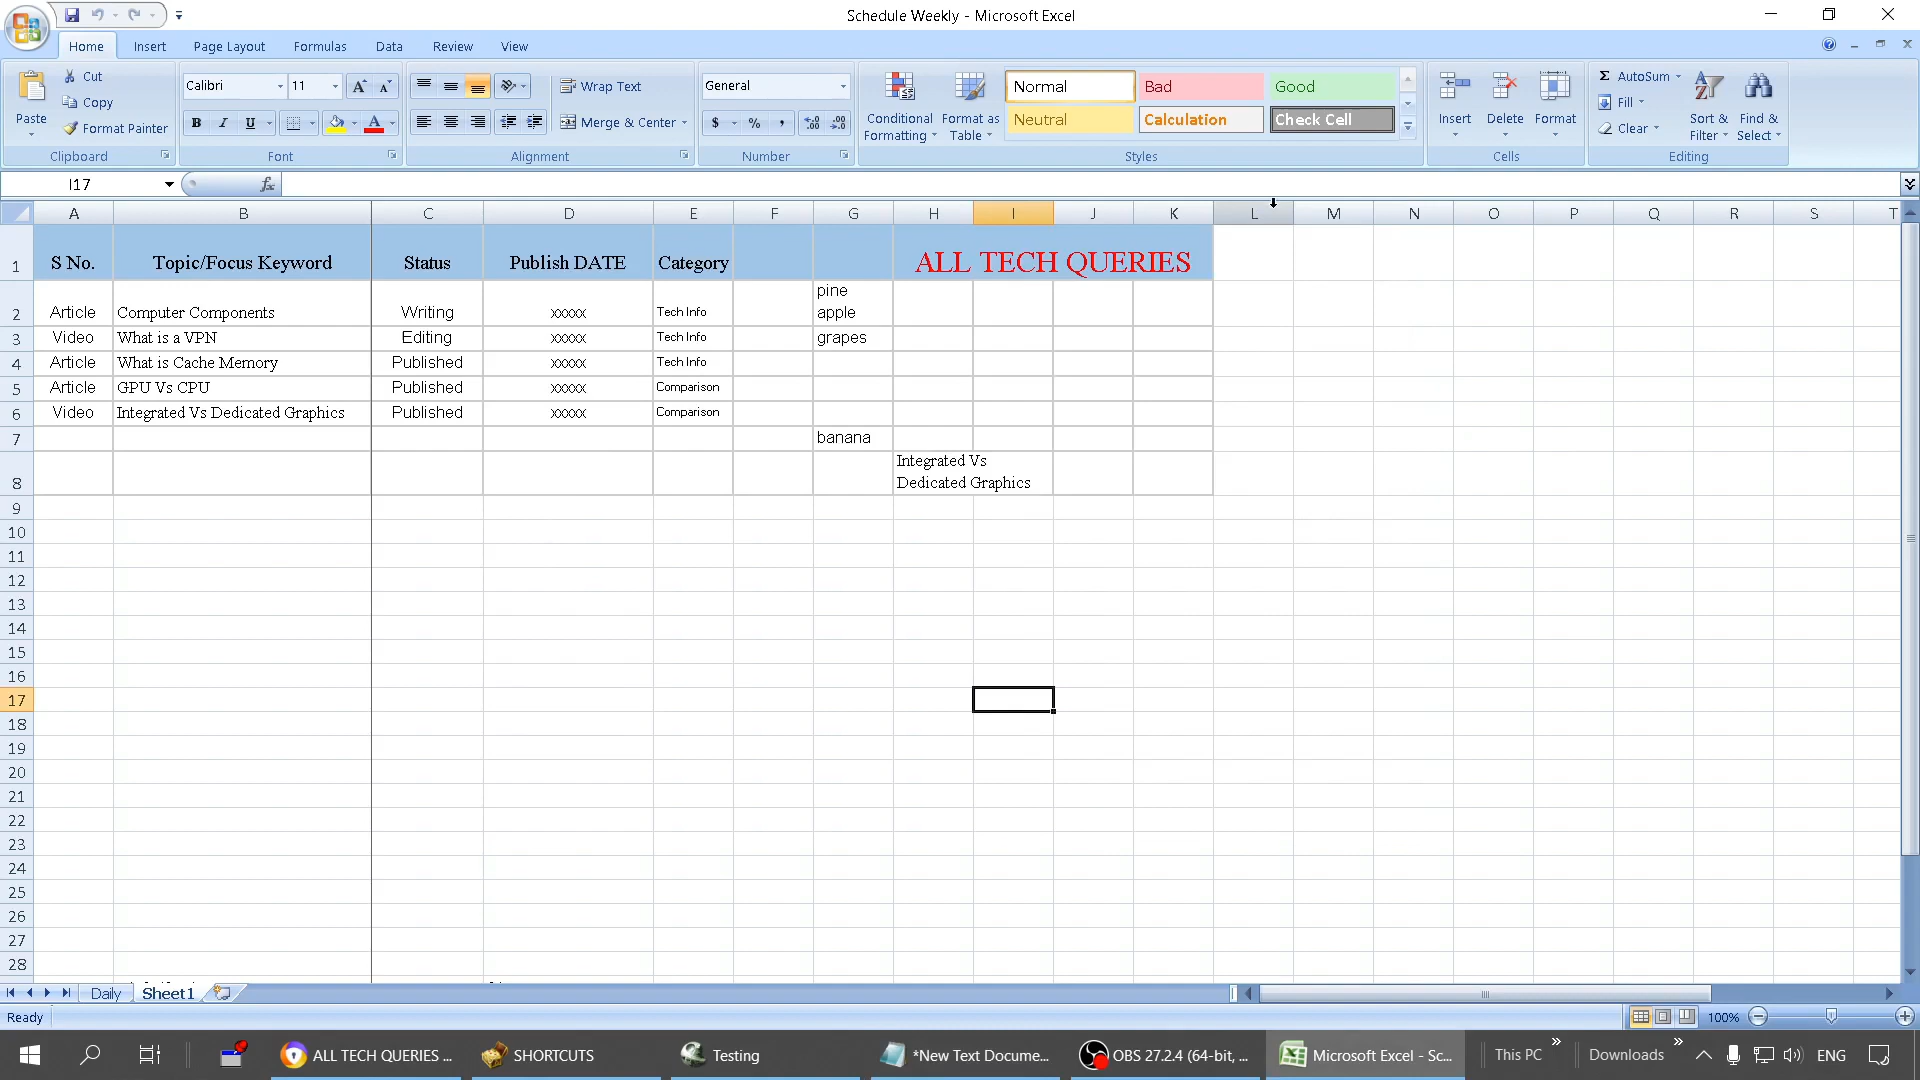 Schedule Weekly - Microsoft Excel
Home Insert Page Layout Formulas Data Review View
Cut
Copy
Format Painter
Paste
Clipboard
Calibri 11
B I U
Font
Wrap Text
Merge & Center
Alignment
General
$ % ,
Number
Conditional
Formatting
Format as
Table
Normal Bad Good
Neutral Calculation Check Cell
Styles
Insert Delete Format
Cells
Σ AutoSum
Fill
Clear
Sort &
Filter
Find &
Select
Editing
I17
fx
A B C D E F G H I J K L M N O P Q R S T
1 S No. Topic/Focus Keyword Status Publish DATE Category ALL TECH QUERIES
2 Article Computer Components Writing xxxxx Tech Info pine
apple
3 Video What is a VPN Editing xxxxx Tech Info grapes
4 Article What is Cache Memory Published xxxxx Tech Info
5 Article GPU Vs CPU Published xxxxx Comparison
6 Video Integrated Vs Dedicated Graphics Published xxxxx Comparison
7 banana
8 Integrated Vs
Dedicated Graphics
9
10
11
12
13
14
15
16
17
18
19
20
21
22
23
24
25
26
27
28
Daily Sheet1
Ready
100%
ALL TECH QUERIES ...
SHORTCUTS
Testing
*New Text Docume...
OBS 27.2.4 (64-bit, ...
Microsoft Excel - Sc...
This PC
Downloads
ENG